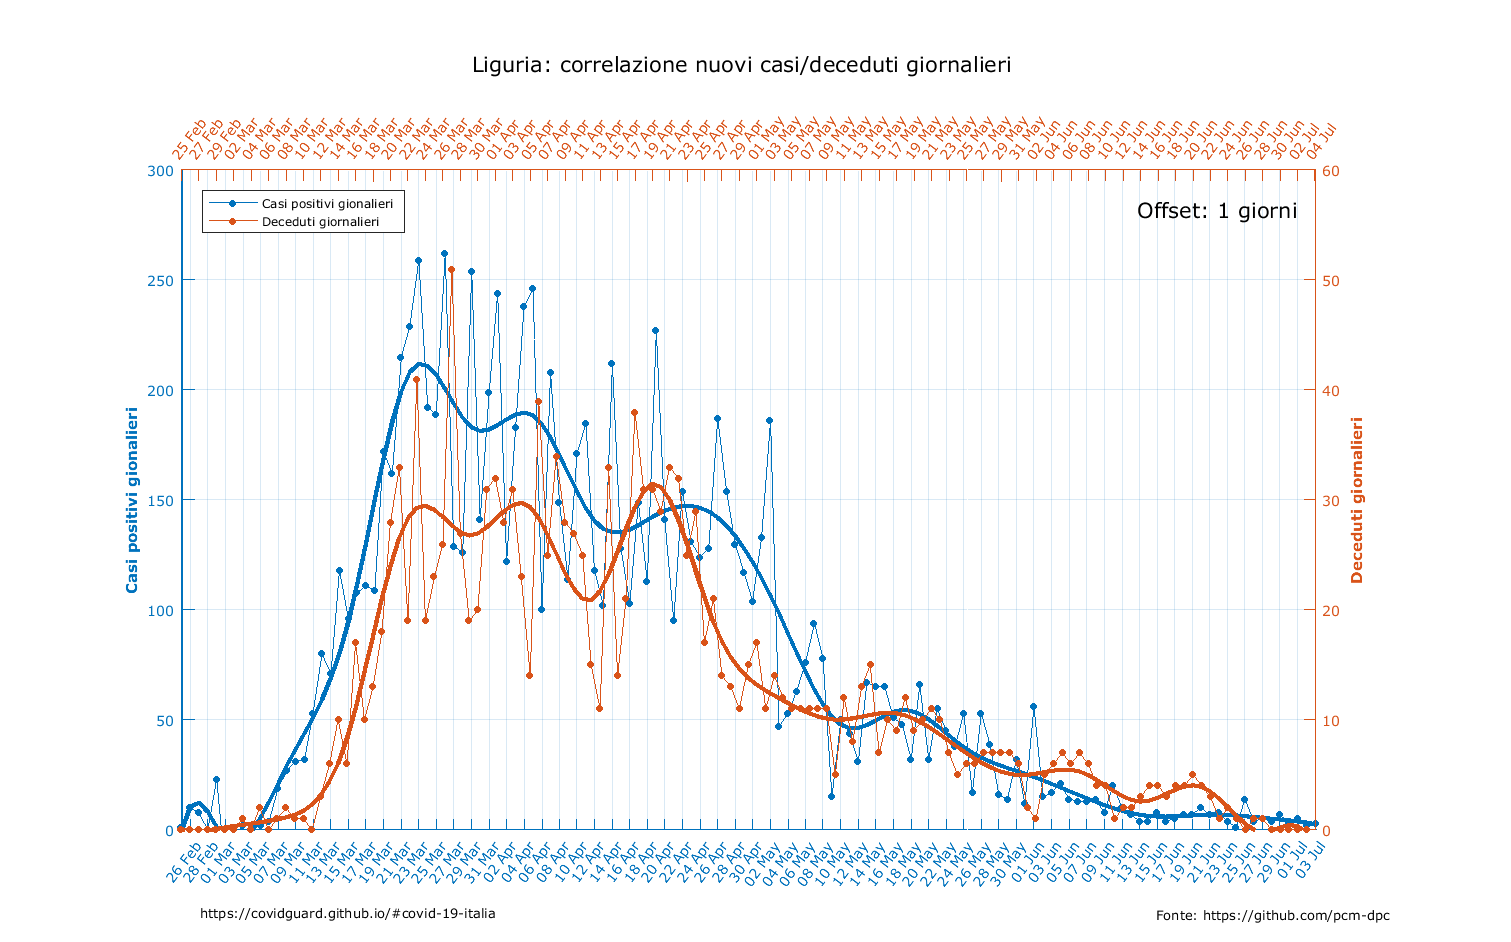 Liguria: correlazione nuovi casi/deceduti giornalieri
25 Feb
27 Feb
29 Feb
02 Mar
04 Mar
06 Mar
08 Mar
10 Mar
12 Mar
14 Mar
16 Mar
18 Mar
20 Mar
22 Mar
24 Mar
26 Mar
28 Mar
30 Mar
01 Apr
03 Apr
05 Apr
07 Apr
09 Apr
11 Apr
13 Apr
15 Apr
17 Apr
19 Apr
21 Apr
23 Apr
25 Apr
27 Apr
29 Apr
01 May
03 May
05 May
07 May
09 May
11 May
13 May
15 May
17 May
19 May
21 May
23 May
25 May
27 May
29 May
31 May
02 Jun
04 Jun
06 Jun
08 Jun
10 Jun
12 Jun
14 Jun
16 Jun
18 Jun
20 Jun
22 Jun
24 Jun
26 Jun
28 Jun
30 Jun
02 Jul
04 Jul
300
250
200
150
100
50
0
Casi positivi gionalieri
Casi positivi gionalieri
Deceduti giornalieri
Offset: 1 giorni
60
50
40
30
20
10
0
Deceduti giornalieri
26 Feb
28 Feb
01 Mar
03 Mar
05 Mar
07 Mar
09 Mar
11 Mar
13 Mar
15 Mar
17 Mar
19 Mar
21 Mar
23 Mar
25 Mar
27 Mar
29 Mar
31 Mar
02 Apr
04 Apr
06 Apr
08 Apr
10 Apr
12 Apr
14 Apr
16 Apr
18 Apr
20 Apr
22 Apr
24 Apr
26 Apr
28 Apr
30 Apr
02 May
04 May
06 May
08 May
10 May
12 May
14 May
16 May
18 May
20 May
22 May
24 May
26 May
28 May
30 May
01 Jun
03 Jun
05 Jun
07 Jun
09 Jun
11 Jun
13 Jun
15 Jun
17 Jun
19 Jun
21 Jun
23 Jun
25 Jun
27 Jun
29 Jun
01 Jul
03 Jul
https://covidguard.github.io/#covid-19-italia
Fonte: https://github.com/pcm-dpc